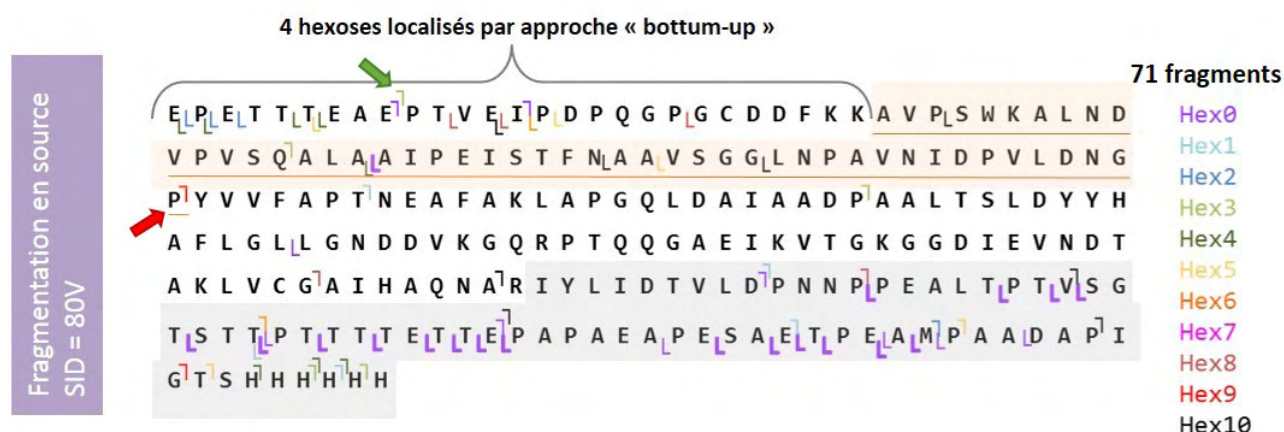 4 hexoses localisés par approche « bottum-up »
71 fragments
Fragmentation en source
SID = 80V
E P E L T T L T E A E P T V E I P D P Q G P G C D D F K K A V P S W K A L N D
V P V S Q A L A A I P E I S T F N A A V S G G L N P A V N I D P V L D N G
P Y V V F A P T N E A F A K L A P G Q L D A I A A D P A A L T S L D Y Y H
A F L G L L G N D D V K G Q R P T Q Q G A E I K V T G K G G D I E V N D T
A K L V C G A I H A Q N A R I Y L I D T V L D P N N P P E A L T P T V S G
T S T T P T T T T E T T E P A P A E A P E S A E T P E A M P A A D A P I
G T S H H H H H H
Hex0
Hex1
Hex2
Hex3
Hex4
Hex5
Hex6
Hex7
Hex8
Hex9
Hex10